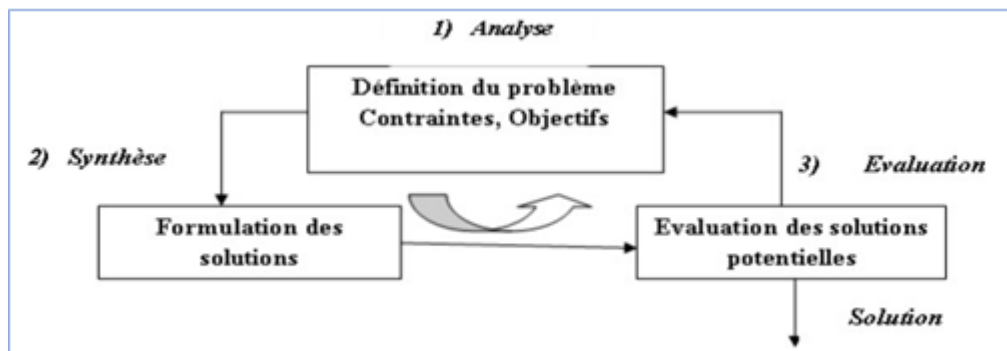 1) Analyse
Définition du problème
Contraintes, Objectifs
2) Synthèse
3) Evaluation
Formulation des
solutions
Evaluation des solutions
potentielles
Solution